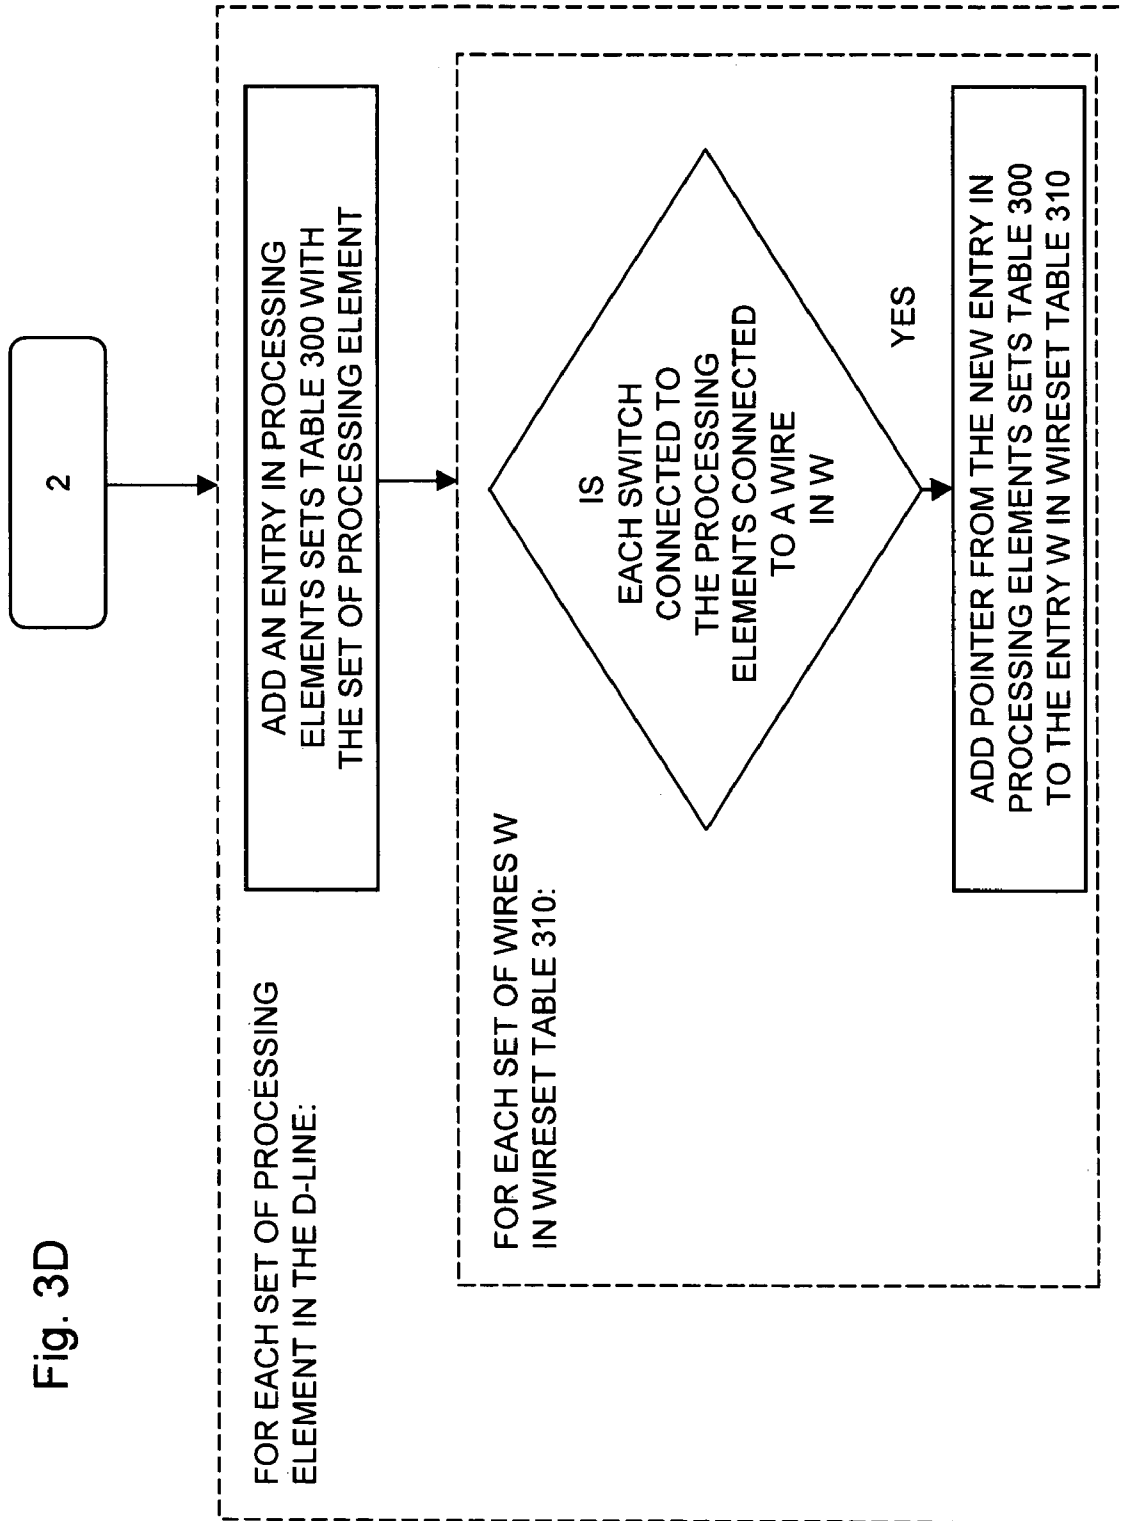 Fig. 3D
2
FOR EACH SET OF PROCESSING
ELEMENT IN THE D-LINE:
ADD AN ENTRY IN PROCESSING
ELEMENTS SETS TABLE 300 WITH
THE SET OF PROCESSING ELEMENT
FOR EACH SET OF WIRES W
IN WIRESET TABLE 310:
IS
EACH SWITCH
CONNECTED TO
THE PROCESSING
ELEMENTS CONNECTED
TO A WIRE
IN W
YES
ADD POINTER FROM THE NEW ENTRY IN
PROCESSING ELEMENTS SETS TABLE 300
TO THE ENTRY W IN WIRESET TABLE 310